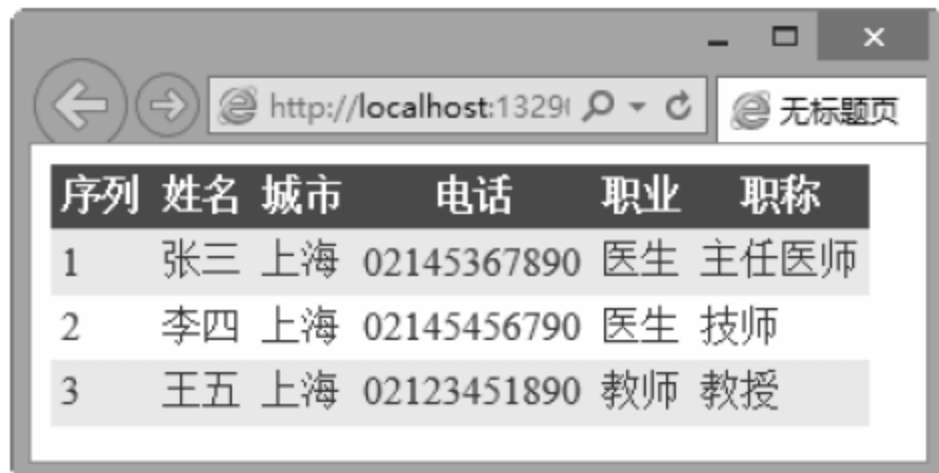 http://localhost:1329
无标题页
序列 姓名 城市 电话 职业 职称
1 张三 上海 02145367890 医生 主任医师
2 李四 上海 02145456790 医生 技师
3 王五 上海 02123451890 教师 教授